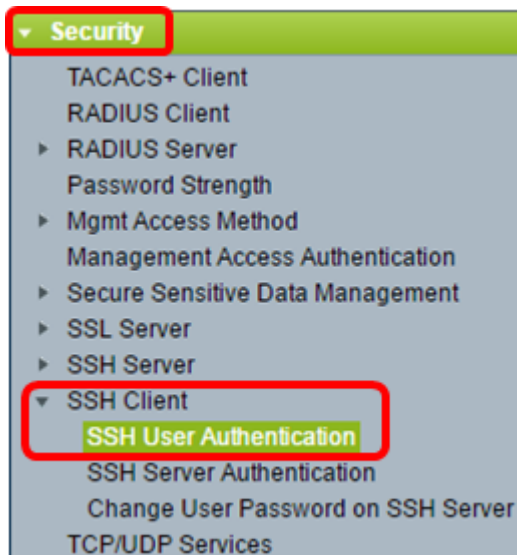 Security
TACACS+ Client
RADIUS Client
RADIUS Server
Password Strength
Mgmt Access Method
Management Access Authentication
Secure Sensitive Data Management
SSL Server
SSH Server
SSH Client
SSH User Authentication
SSH Server Authentication
Change User Password on SSH Server
TCP/UDP Services